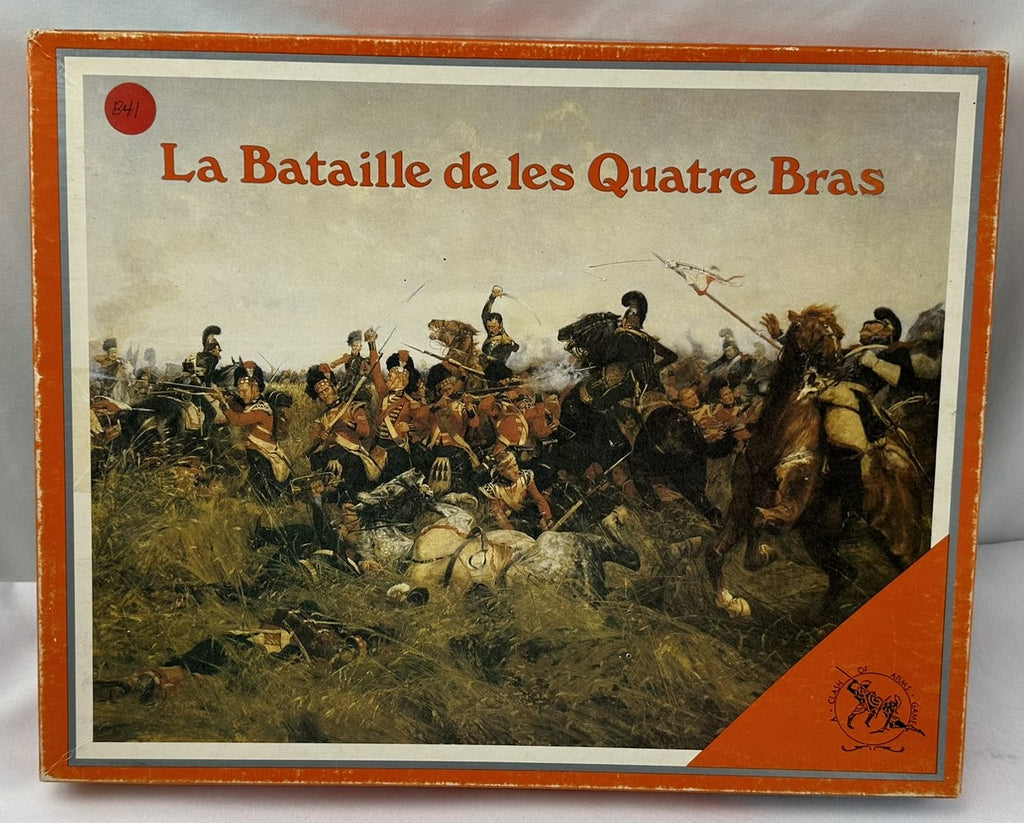 B41
La Bataille de les Quatre Bras
A • CLASH OF ARMS • GAME